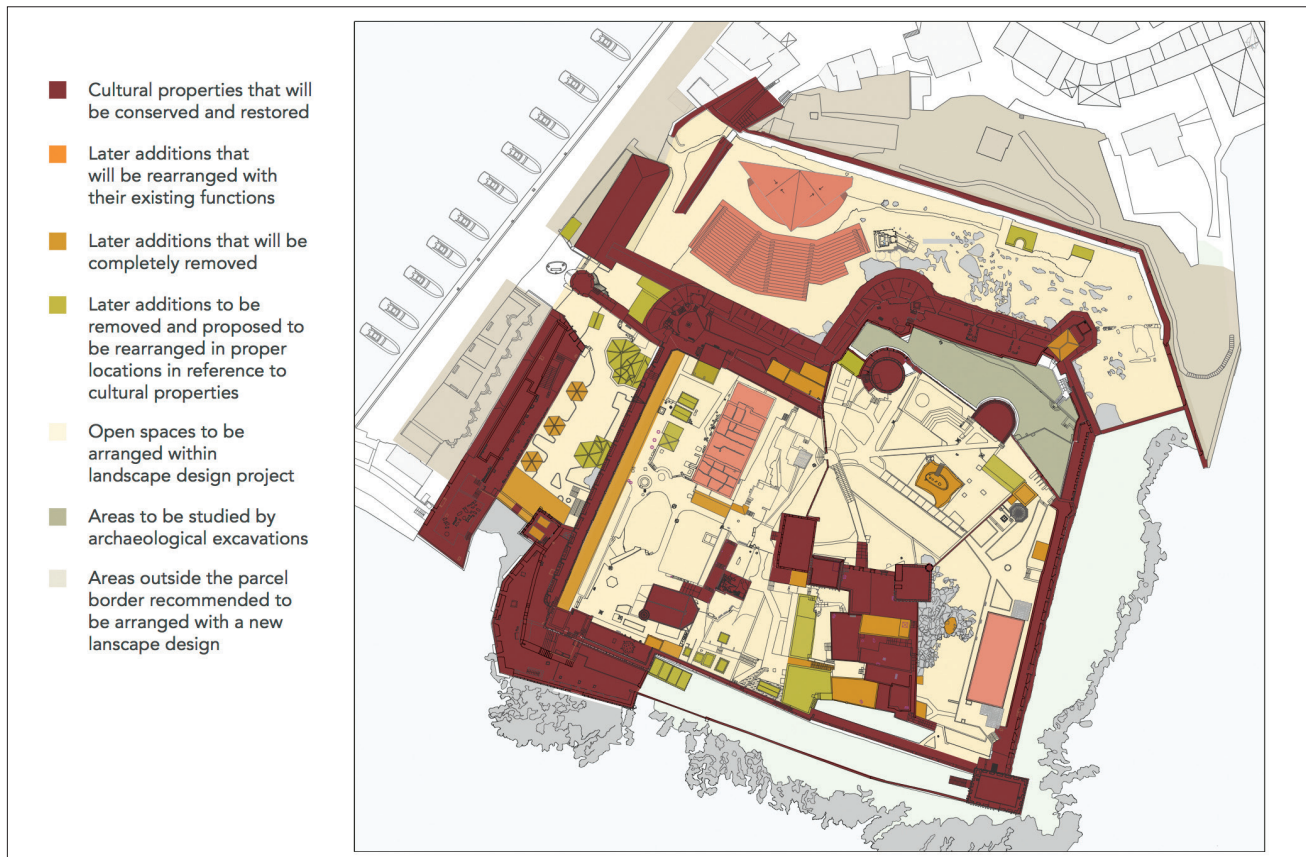 Cultural properties that will
be conserved and restored
Later additions that
will be rearranged with
their existing functions
Later additions that will be
completely removed
Later additions to be
removed and proposed to
be rearranged in proper
locations in reference to
cultural properties
Open spaces to be
arranged within
landscape design project
Areas to be studied by
archaeological excavations
Areas outside the parcel
border recommended to
be arranged with a new
lanscape design